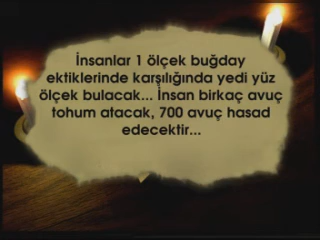 İnsanlar 1 ölçek buğday
ektiklerinde karşılığında yedi yüz
ölçek bulacak... İnsan birkaç avuç
tohum atacak, 700 avuç hasad
edecektir...